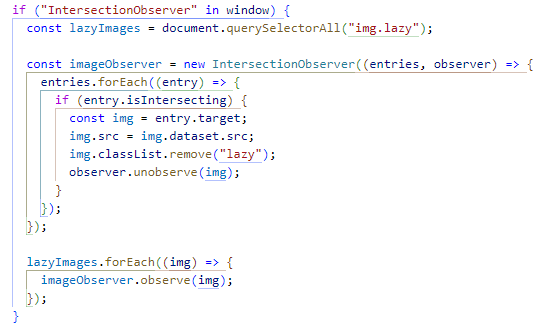 if ("IntersectionObserver" in window) {
  const lazyImages = document.querySelectorAll("img.lazy");

  const imageObserver = new IntersectionObserver((entries, observer) => {
    entries.forEach((entry) => {
      if (entry.isIntersecting) {
        const img = entry.target;
        img.src = img.dataset.src;
        img.classList.remove("lazy");
        observer.unobserve(img);
      }
    });
  });

  lazyImages.forEach((img) => {
    imageObserver.observe(img);
  });
}